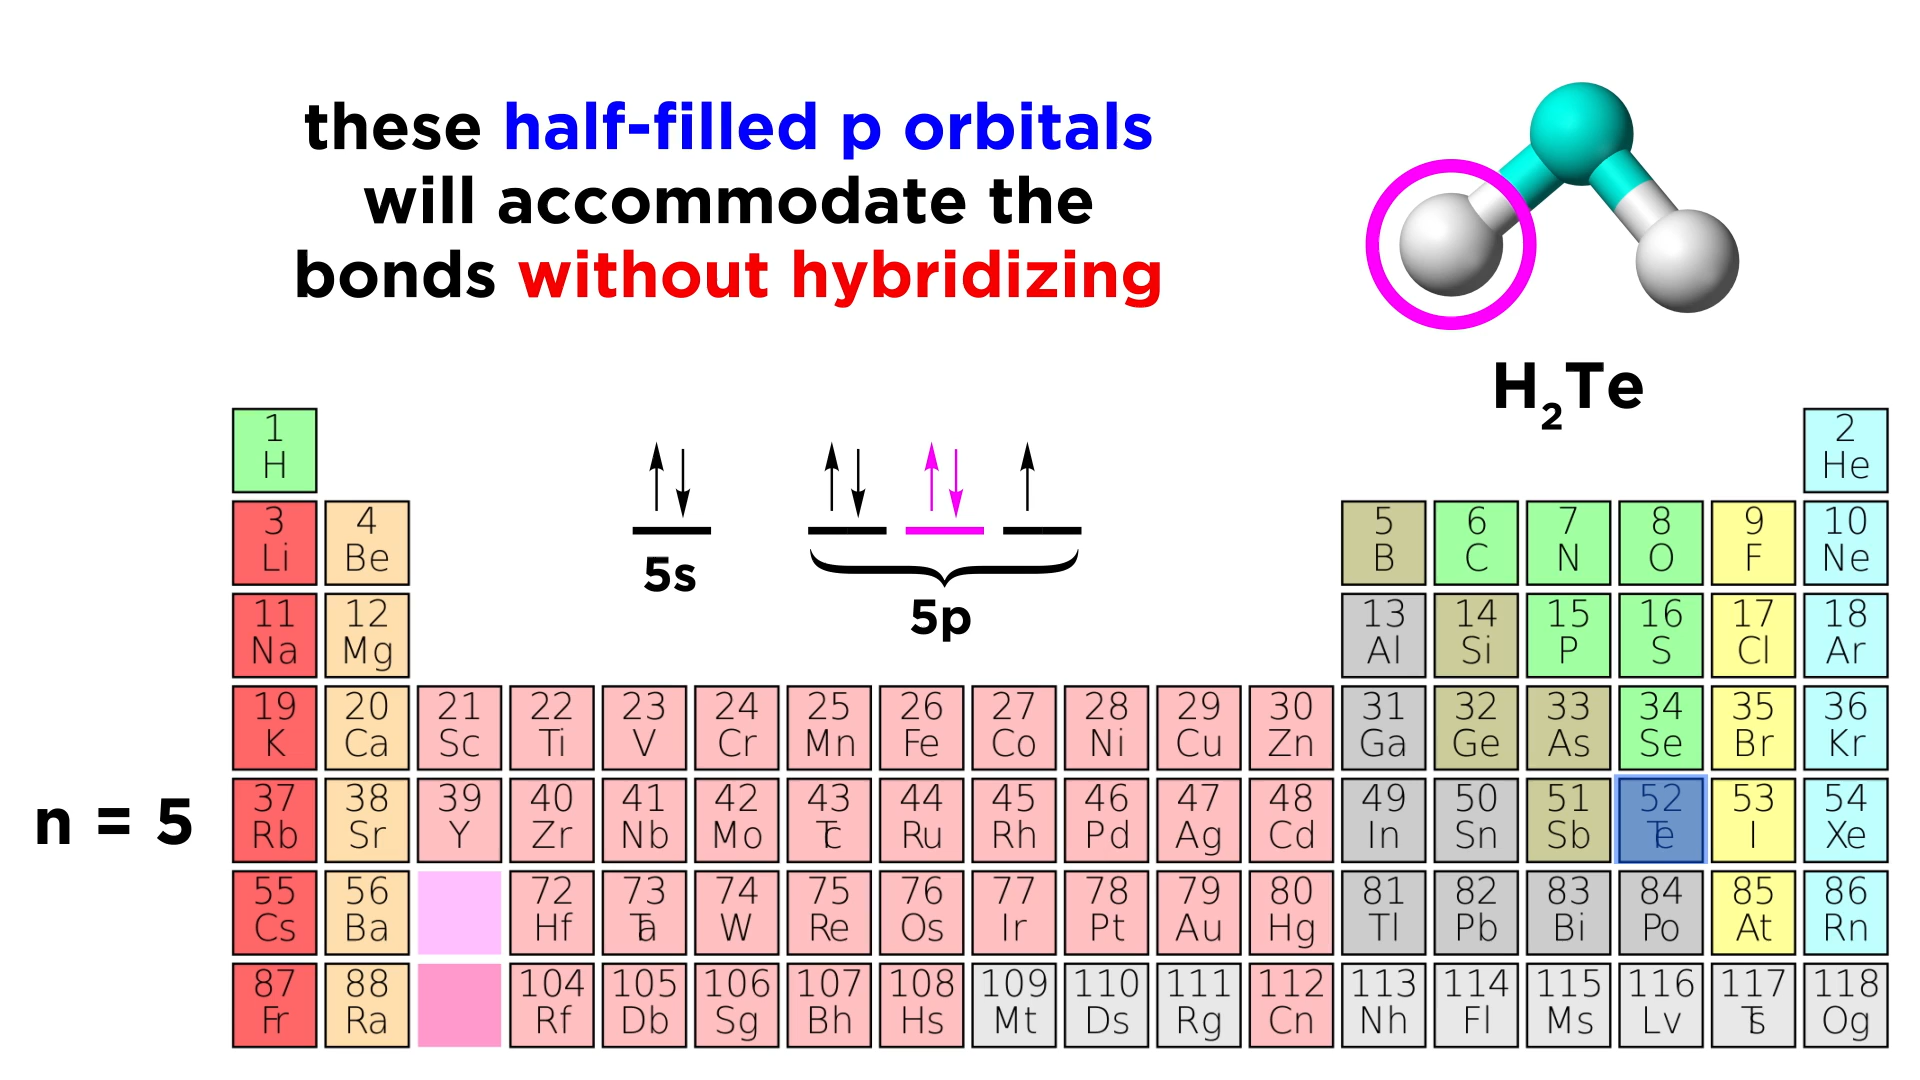 these half-filled p orbitals
will accommodate the
bonds without hybridizing
H₂Te
5s
5p
n = 5
1 2
H He
3 4 5 6 7 8 9 10
Li Be B C N O F Ne
11 12 13 14 15 16 17 18
Na Mg Al Si P S Cl Ar
19 20 21 22 23 24 25 26 27 28 29 30 31 32 33 34 35 36
K Ca Sc Ti V Cr Mn Fe Co Ni Cu Zn Ga Ge As Se Br Kr
37 38 39 40 41 42 43 44 45 46 47 48 49 50 51 52 53 54
Rb Sr Y Zr Nb Mo Tc Ru Rh Pd Ag Cd In Sn Sb Te I Xe
55 56 72 73 74 75 76 77 78 79 80 81 82 83 84 85 86
Cs Ba Hf Ta W Re Os Ir Pt Au Hg Tl Pb Bi Po At Rn
87 88 104 105 106 107 108 109 110 111 112 113 114 115 116 117 118
Fr Ra Rf Db Sg Bh Hs Mt Ds Rg Cn Nh Fl Ms Lv Ts Og